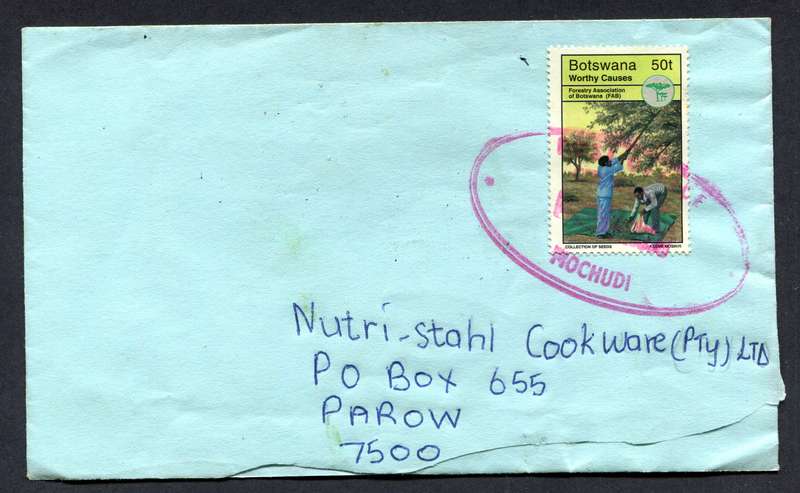 Botswana 50t
Worthy Causes
Forestry Association
of Botswana (FAB)
COLLECTION OF SEEDS
MOCHUDI
Nutri-stahl Cookware (PTy) LTD
PO Box 655
PAROW
7500